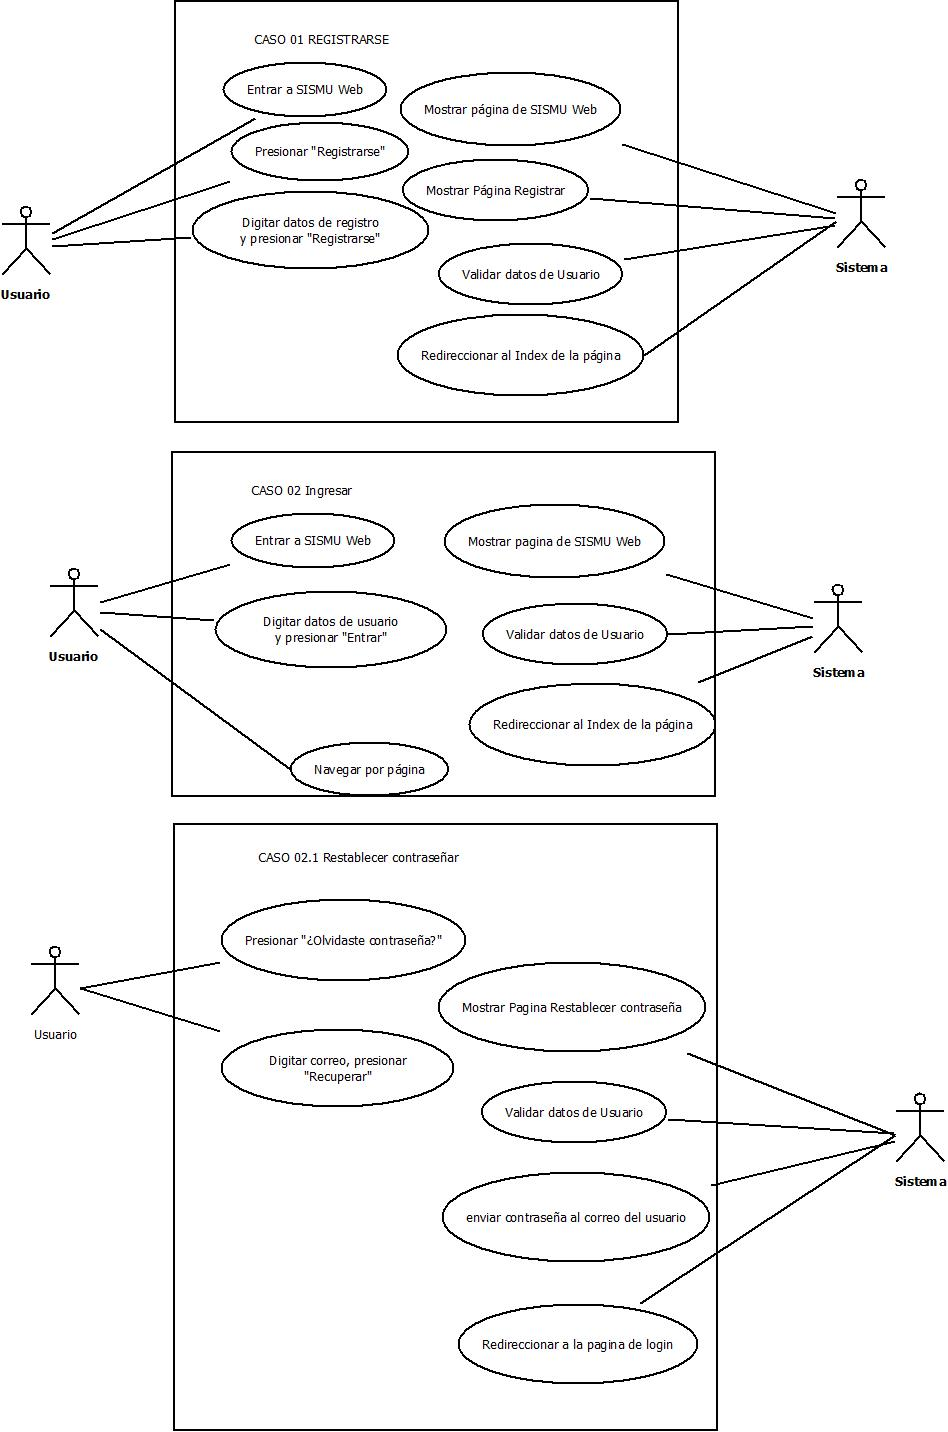 CASO 01 REGISTRARSE
Entrar a SISMU Web
Mostrar página de SISMU Web
Presionar "Registrarse"
Mostrar Página Registrar
Digitar datos de registro
y presionar "Registrarse"
Validar datos de Usuario
Redireccionar al Index de la página
Usuario
Sistema
CASO 02 Ingresar
Entrar a SISMU Web
Mostrar pagina de SISMU Web
Digitar datos de usuario
y presionar "Entrar"
Validar datos de Usuario
Redireccionar al Index de la página
Navegar por página
Usuario
Sistema
CASO 02.1 Restablecer contraseñar
Presionar "¿Olvidaste contraseña?"
Mostrar Pagina Restablecer contraseña
Digitar correo, presionar
"Recuperar"
Validar datos de Usuario
enviar contraseña al correo del usuario
Redireccionar a la pagina de login
Usuario
Sistema